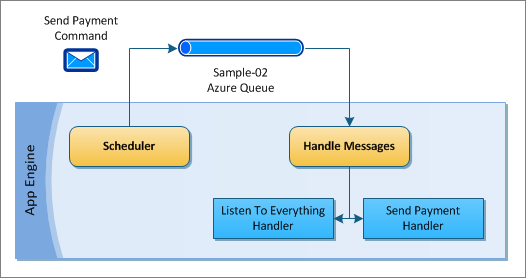 Send Payment
Command
Sample-02
Azure Queue
App Engine
Scheduler
Handle Messages
Listen To Everything
Handler
Send Payment
Handler